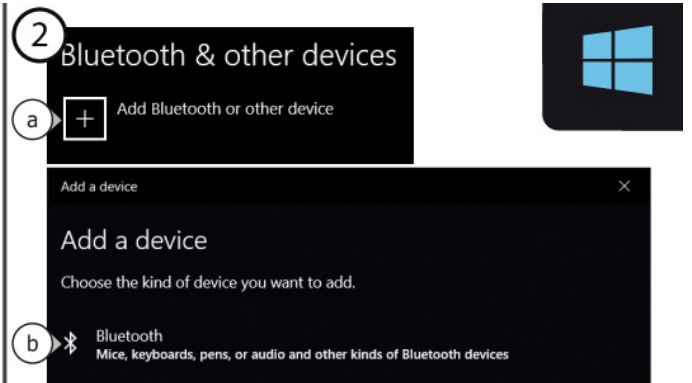 2
Bluetooth & other devices
a
+ Add Bluetooth or other device
Add a device
Add a device
Choose the kind of device you want to add.
b
Bluetooth
Mice, keyboards, pens, or audio and other kinds of Bluetooth devices